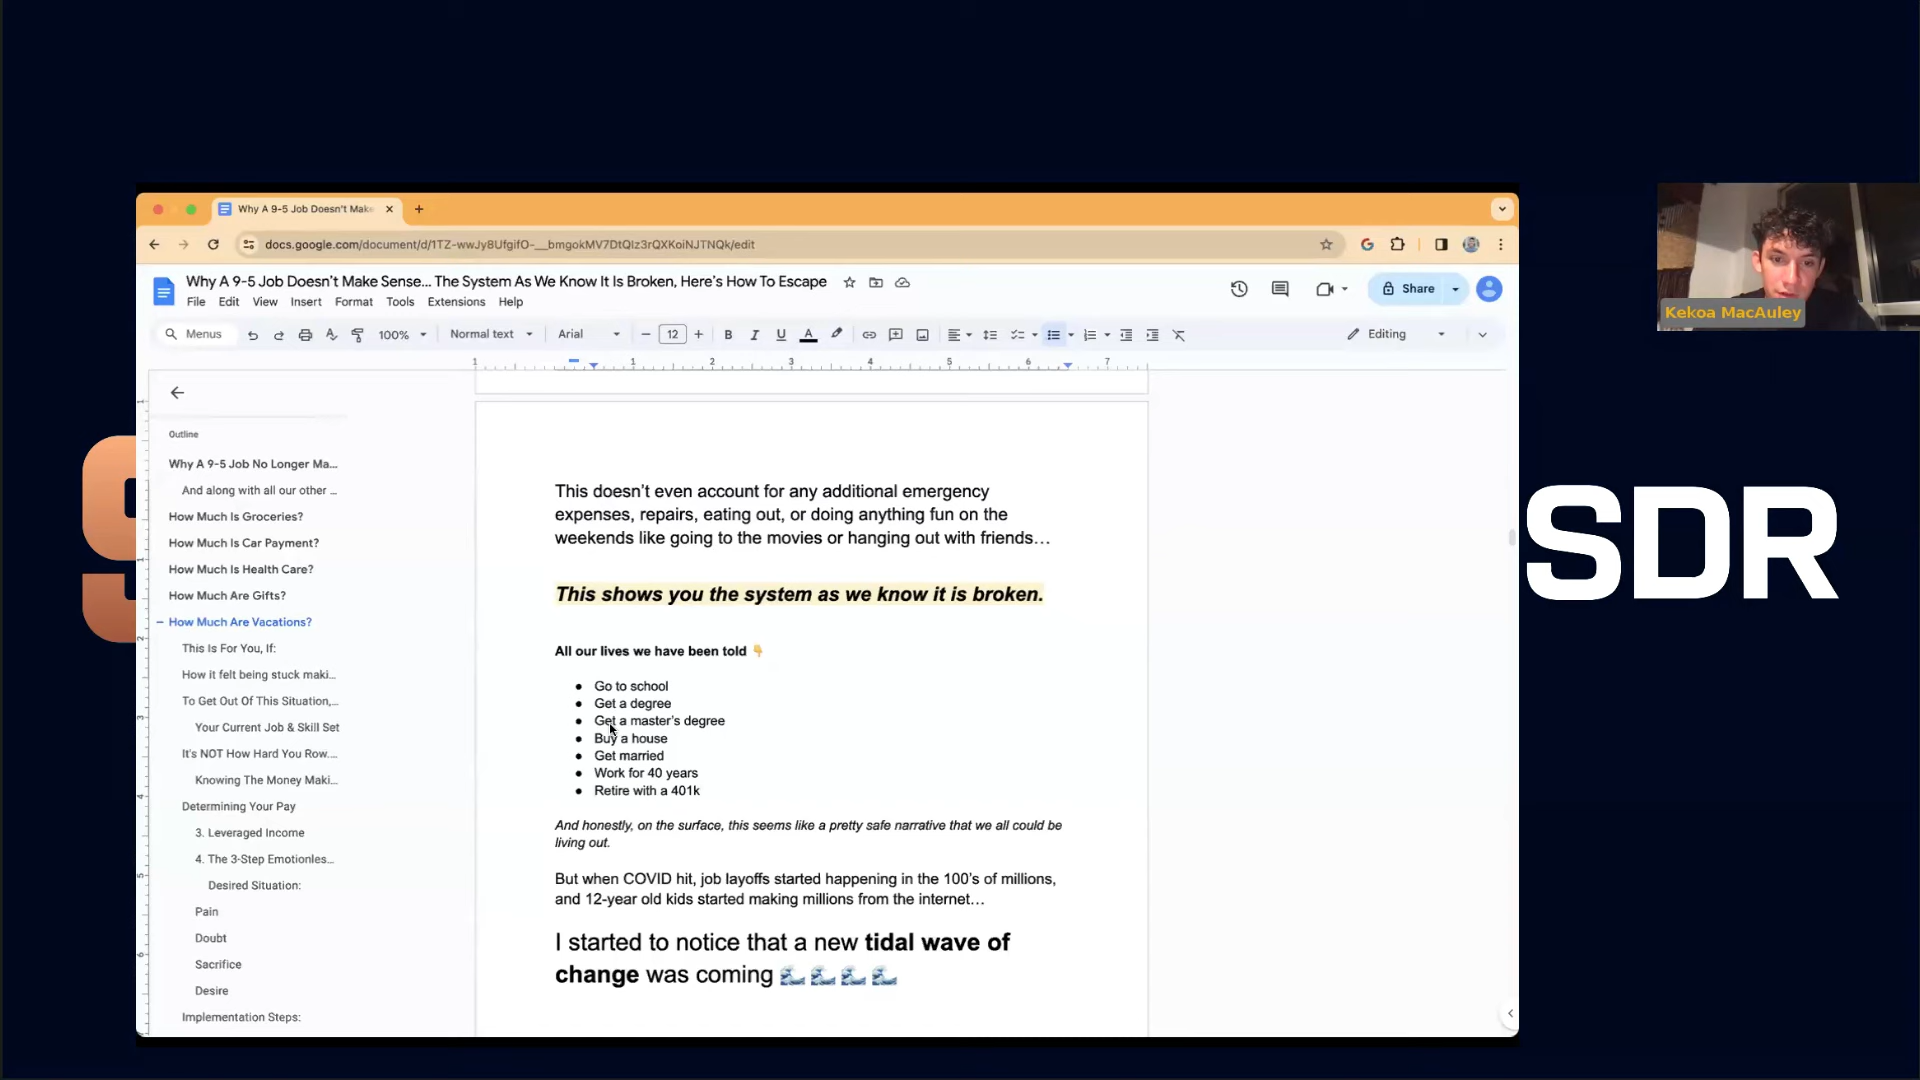 Why A 9-5 Job Doesn't Make
docs.google.com/document/d/1TZ-wwJy8UfgifO-__bmgokMV7DtQIz3rQXKoiNJTNQk/edit
Why A 9-5 Job Doesn't Make Sense... The System As We Know It Is Broken, Here's How To Escape
File Edit View Insert Format Tools Extensions Help
Share
Menus 100% Normal text Arial 12 B I U A Editing
1 1 2 3 4 5 6 7
Outline
Why A 9-5 Job No Longer Ma...
And along with all our other ...
How Much Is Groceries?
How Much Is Car Payment?
How Much Is Health Care?
How Much Are Gifts?
How Much Are Vacations?
This Is For You, If:
How it felt being stuck maki...
To Get Out Of This Situation,...
Your Current Job & Skill Set
It's NOT How Hard You Row....
Knowing The Money Maki...
Determining Your Pay
3. Leveraged Income
4. The 3-Step Emotionles...
Desired Situation:
Pain
Doubt
Sacrifice
Desire
Implementation Steps:
This doesn't even account for any additional emergency
expenses, repairs, eating out, or doing anything fun on the
weekends like going to the movies or hanging out with friends…
This shows you the system as we know it is broken.
All our lives we have been told 👇
● Go to school
● Get a degree
● Get a master's degree
● Buy a house
● Get married
● Work for 40 years
● Retire with a 401k
And honestly, on the surface, this seems like a pretty safe narrative that we all could be
living out.
But when COVID hit, job layoffs started happening in the 100's of millions,
and 12-year old kids started making millions from the internet…
I started to notice that a new tidal wave of
change was coming 🌊 🌊 🌊 🌊
Kekoa MacAuley
SDR